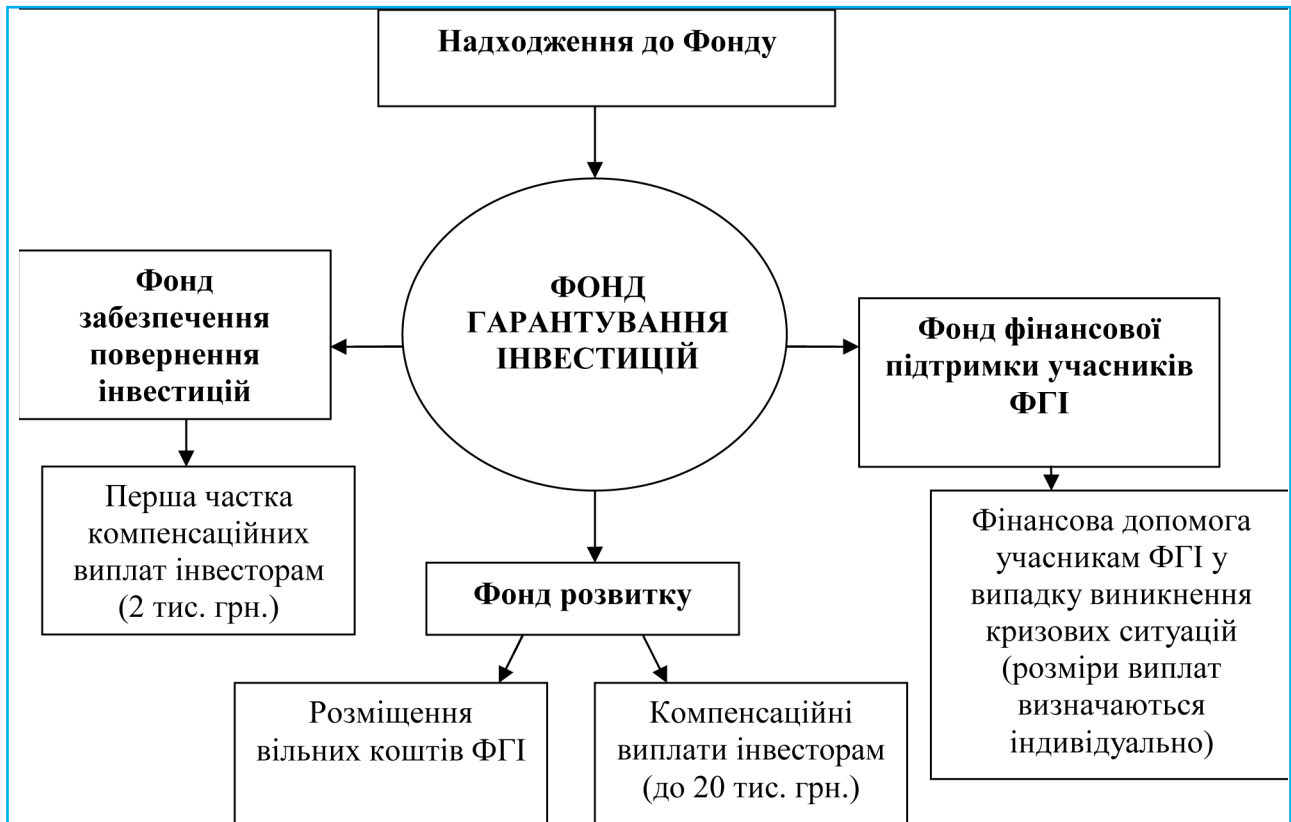 Надходження до Фонду
ФОНД
ГАРАНТУВАННЯ
ІНВЕСТИЦІЙ
Фонд
забезпечення
повернення
інвестицій
Фонд фінансової
підтримки учасників
ФГІ
Перша частка
компенсаційних
виплат інвесторам
(2 тис. грн.)
Фонд розвитку
Фінансова допомога
учасникам ФГІ у
випадку виникнення
кризових ситуацій
(розміри виплат
визначаються
індивідуально)
Розміщення
вільних коштів ФГІ
Компенсаційні
виплати інвесторам
(до 20 тис. грн.)